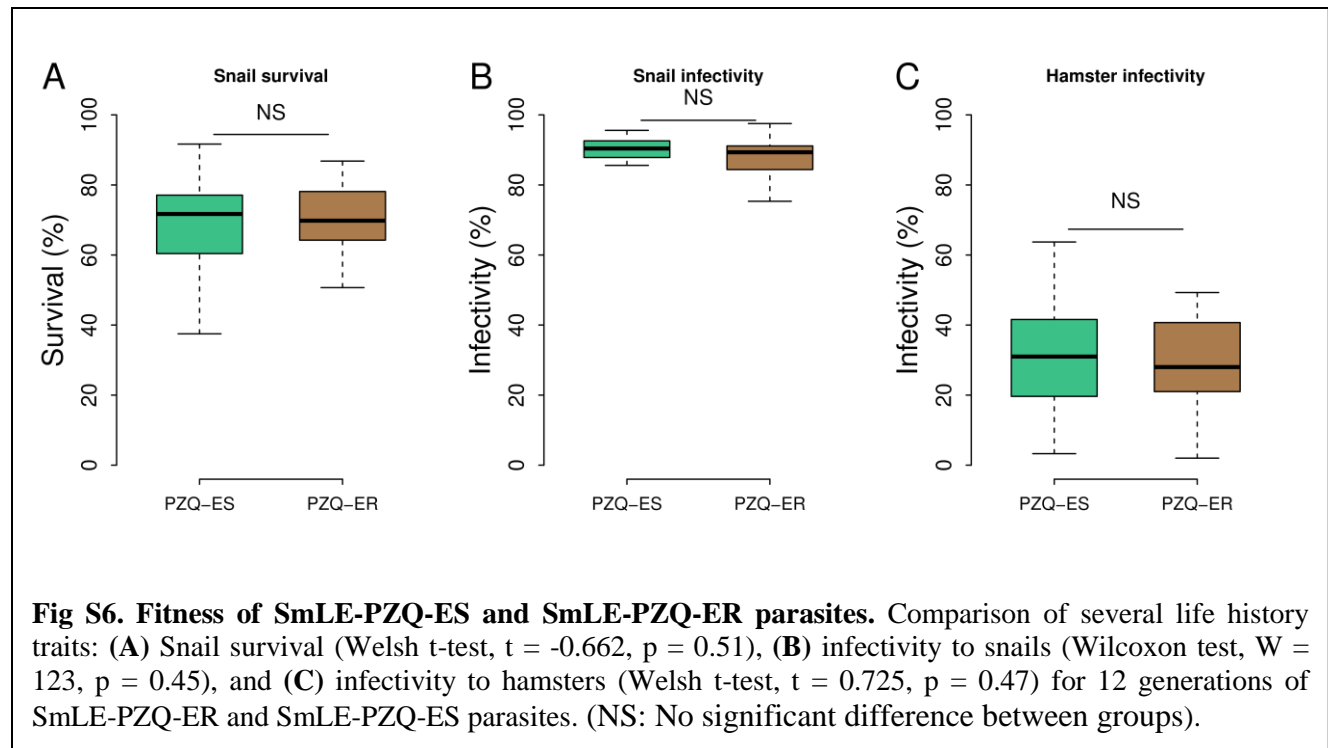 A
Snail survival
NS
Survival (%)
0 20 40 60 80 100
PZQ−ES PZQ−ER
B
Snail infectivity
NS
Infectivity (%)
0 20 40 60 80 100
PZQ−ES PZQ−ER
C
Hamster infectivity
NS
Infectivity (%)
0 20 40 60 80 100
PZQ−ES PZQ−ER
Fig S6. Fitness of SmLE-PZQ-ES and SmLE-PZQ-ER parasites. Comparison of several life history
traits: (A) Snail survival (Welsh t-test, t = -0.662, p = 0.51), (B) infectivity to snails (Wilcoxon test, W =
123, p = 0.45), and (C) infectivity to hamsters (Welsh t-test, t = 0.725, p = 0.47) for 12 generations of
SmLE-PZQ-ER and SmLE-PZQ-ES parasites. (NS: No significant difference between groups).